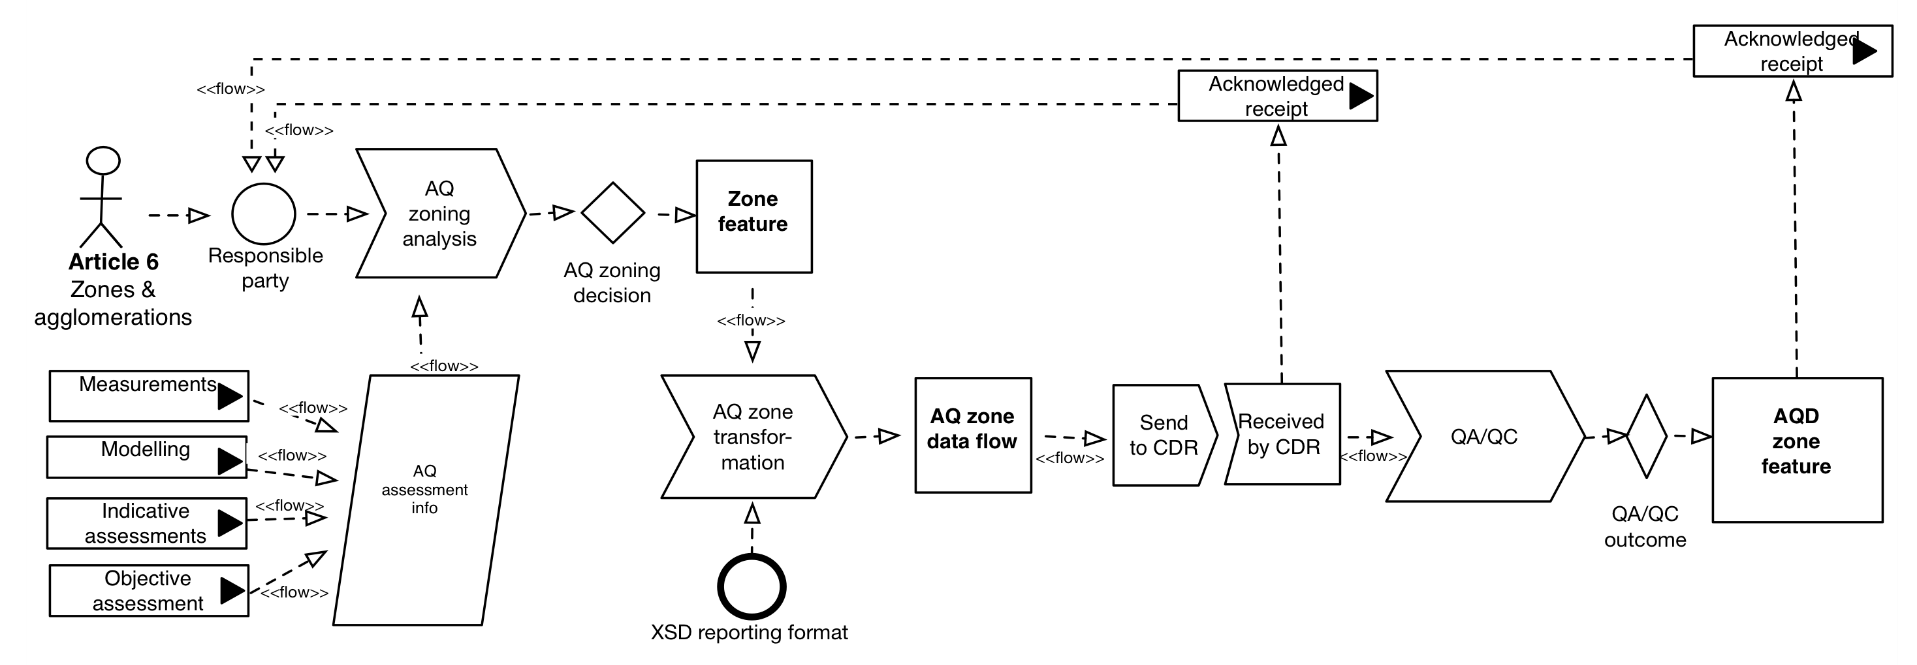 Acknowledged
receipt
Acknowledged
receipt
<<flow>>
<<flow>>
Article 6
Zones &
agglomerations
Responsible
party
AQ
zoning
analysis
AQ zoning
decision
Zone
feature
<<flow>>
<<flow>>
Measurements
<<flow>>
Modelling
<<flow>>
Indicative
assessments
<<flow>>
Objective
assessment
<<flow>>
AQ
assessment
info
AQ zone
transfor-
mation
XSD reporting format
AQ zone
data flow
<<flow>>
Send
to CDR
Received
by CDR
<<flow>>
QA/QC
QA/QC
outcome
AQD
zone
feature